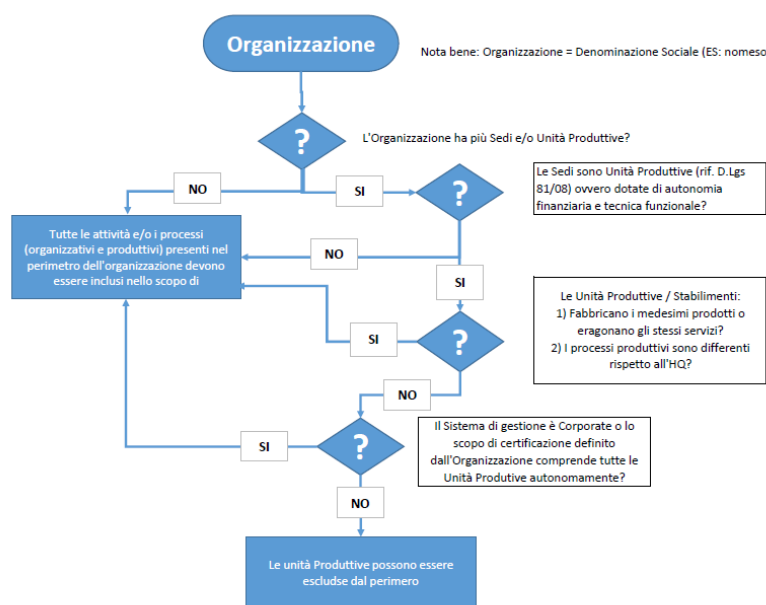 Organizzazione
Nota bene: Organizzazione = Denominazione Sociale (ES: nomeso
?
L'Organizzazione ha più Sedi e/o Unità Produttive?
NO
SI
?
Le Sedi sono Unità Produttive (rif. D.Lgs
81/08) ovvero dotate di autonomia
finanziaria e tecnica funzionale?
Tutte le attività e/o i processi
(organizzativi e produttivi) presenti nel
perimetro dell'organizzazione devono
essere inclusi nello scopo di
NO
SI
Le Unità Produttive / Stabilimenti:
1) Fabbricano i medesimi prodotti o
eragonano gli stessi servizi?
2) I processi produttivi sono differenti
rispetto all'HQ?
SI
?
NO
SI
?
Il Sistema di gestione è Corporate o lo
scopo di certificazione definito
dall'Organizzazione comprende tutte le
Unità Produtive autonomamente?
NO
Le unità Produttive possono essere
escludse dal perimero